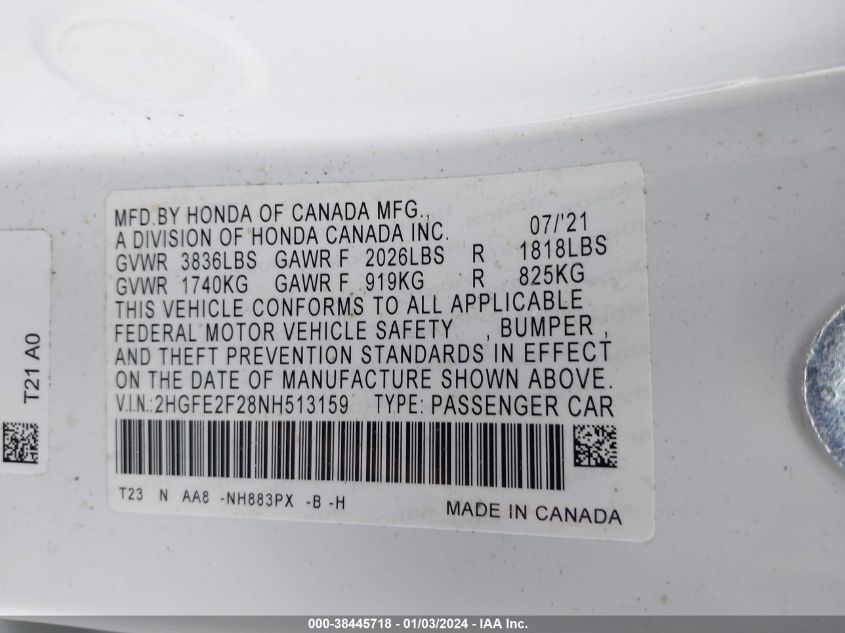 MFD.BY HONDA OF CANADA MFG.,
A DIVISION OF HONDA CANADA INC. 07/'21
GVWR 3836LBS GAWR F 2026LBS R 1818LBS
GVWR 1740KG GAWR F 919KG R 825KG
THIS VEHICLE CONFORMS TO ALL APPLICABLE
FEDERAL MOTOR VEHICLE SAFETY , BUMPER ,
AND THEFT PREVENTION STANDARDS IN EFFECT
ON THE DATE OF MANUFACTURE SHOWN ABOVE.
V.I.N.:2HGFE2F28NH513159 TYPE: PASSENGER CAR
T23 N AA8 -NH883PX -B -H
MADE IN CANADA
T21 A0
000-38445718 - 01/03/2024 - IAA Inc.